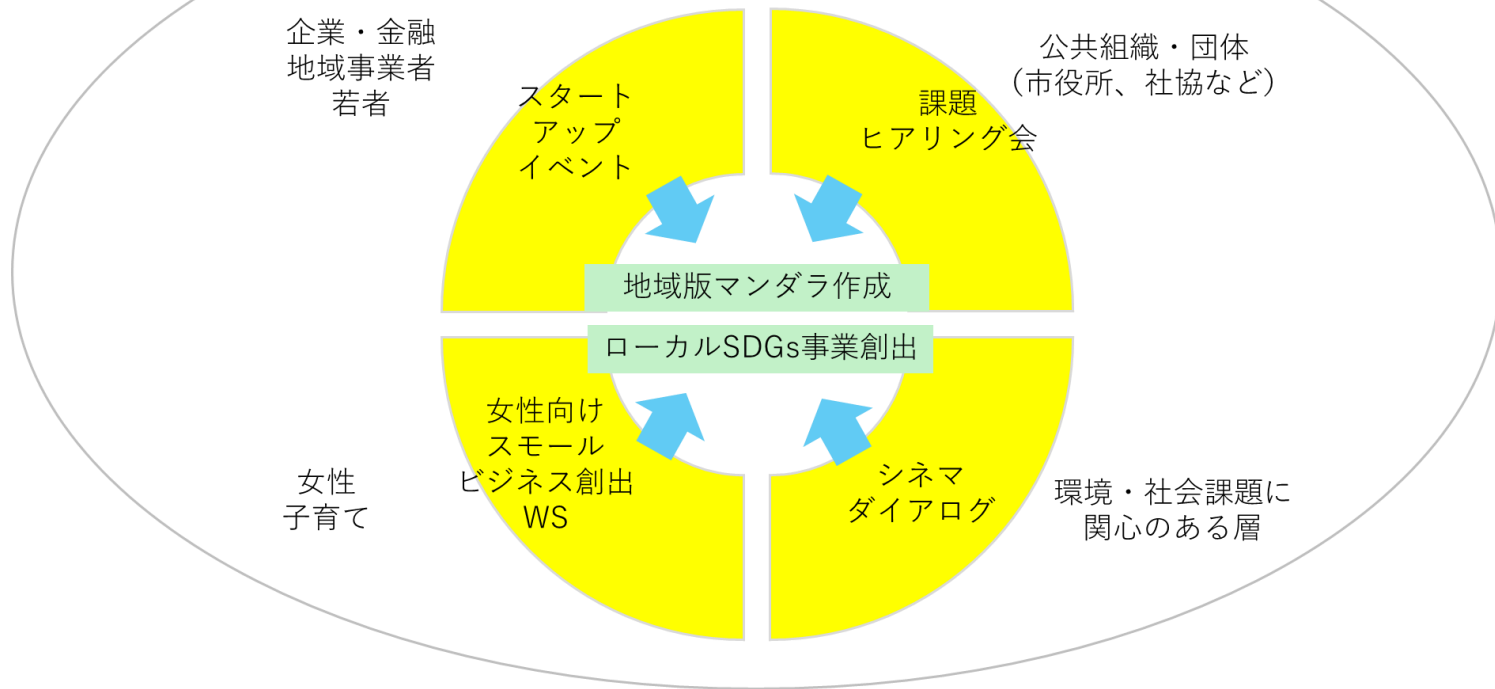 企業・金融
地域事業者
若者
スタート
アップ
イベント
公共組織・団体
（市役所、社協など）
課題
ヒアリング会
地域版マンダラ作成
ローカルSDGs事業創出
女性
子育て
女性向け
スモール
ビジネス創出
WS
シネマ
ダイアログ
環境・社会課題に
関心のある層